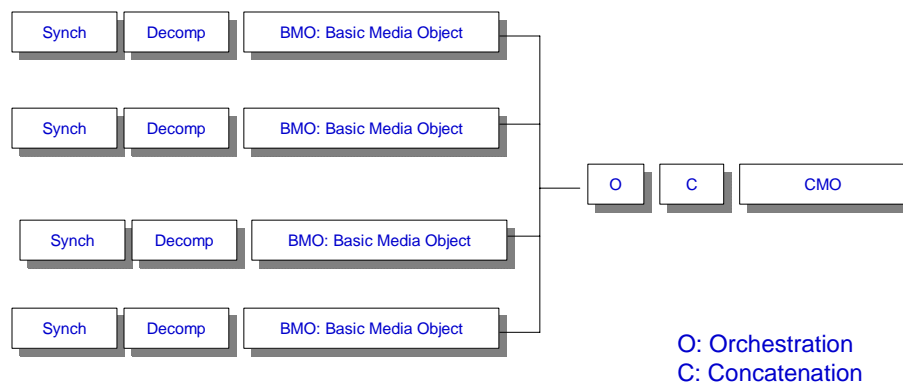 Synch Decomp BMO: Basic Media Object
Synch Decomp BMO: Basic Media Object
O C CMO
Synch Decomp BMO: Basic Media Object
Synch Decomp BMO: Basic Media Object
O: Orchestration
C: Concatenation